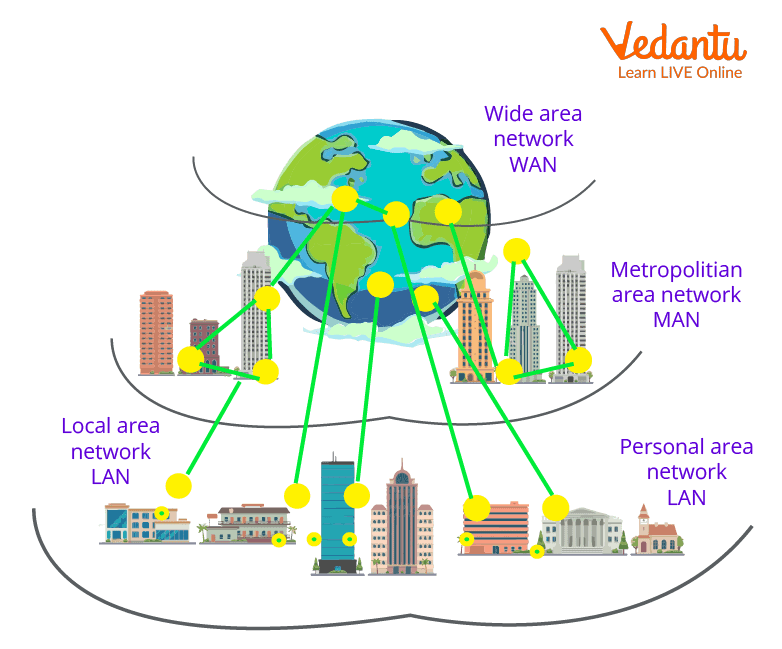 Vedantu
Learn LIVE Online
Wide area
network
WAN
Metropolitian
area network
MAN
Local area
network
LAN
Personal area
network
LAN